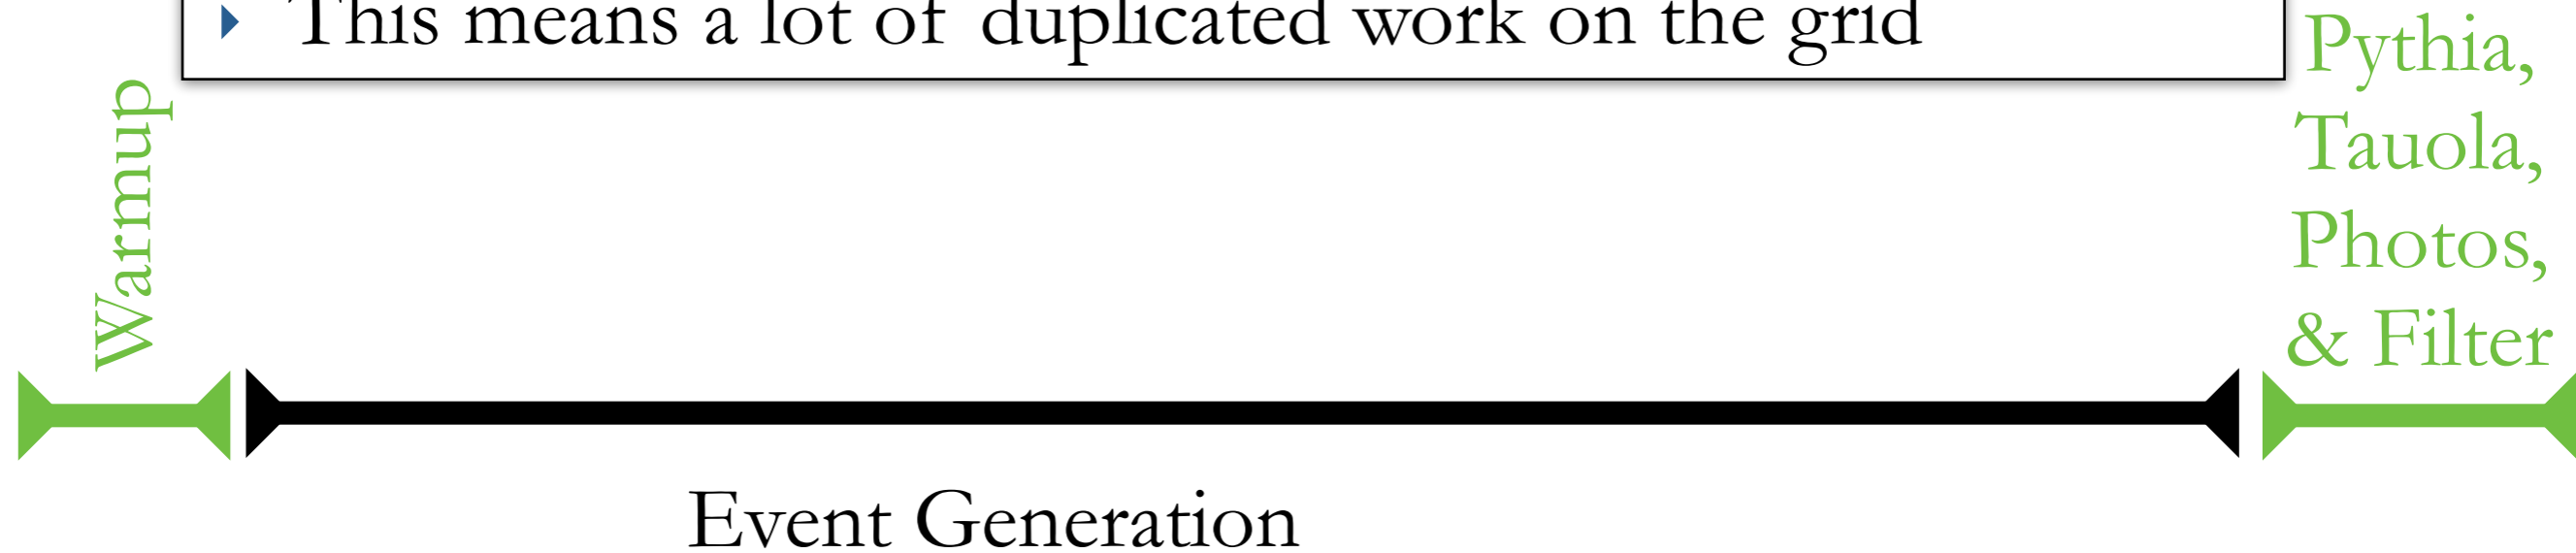 This means a lot of duplicated work on the grid
Warmup
Pythia,
Tauola,
Photos,
& Filter
Event Generation